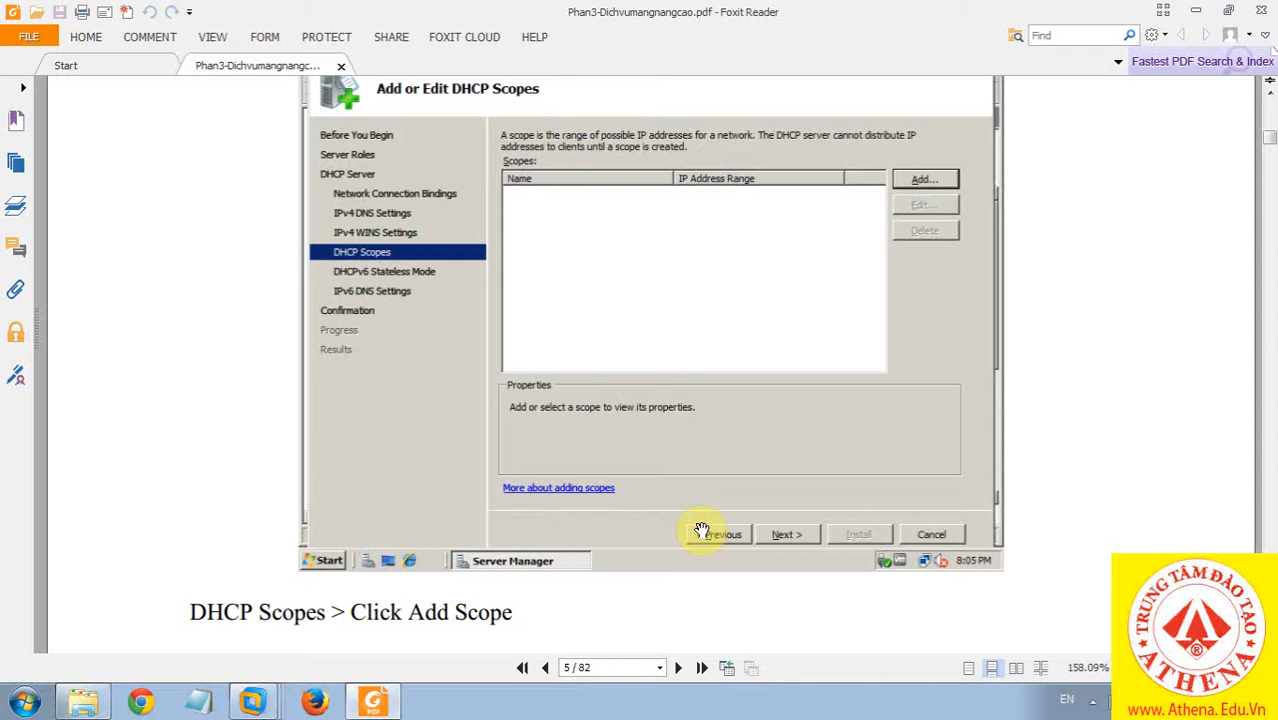 Phan3-Dichvumangnangcao.pdf - Foxit Reader
FILE HOME COMMENT VIEW FORM PROTECT SHARE FOXIT CLOUD HELP
Find
Start
Phan3-Dichvumangnangc...
Fastest PDF Search & Index
Add or Edit DHCP Scopes
Before You Begin
Server Roles
DHCP Server
Network Connection Bindings
IPv4 DNS Settings
IPv4 WINS Settings
DHCP Scopes
DHCPv6 Stateless Mode
IPv6 DNS Settings
Confirmation
Progress
Results
A scope is the range of possible IP addresses for a network. The DHCP server cannot distribute IP
addresses to clients until a scope is created.
Scopes:
Name
IP Address Range
Add...
Edit...
Delete
Properties
Add or select a scope to view its properties.
More about adding scopes
Previous
Next >
Install
Cancel
Start
Server Manager
8:05 PM
DHCP Scopes > Click Add Scope
5 / 82
158.09%
EN
TRUNG TÂM ĐÀO TẠO
ATHENA
www.Athena.Edu.Vn